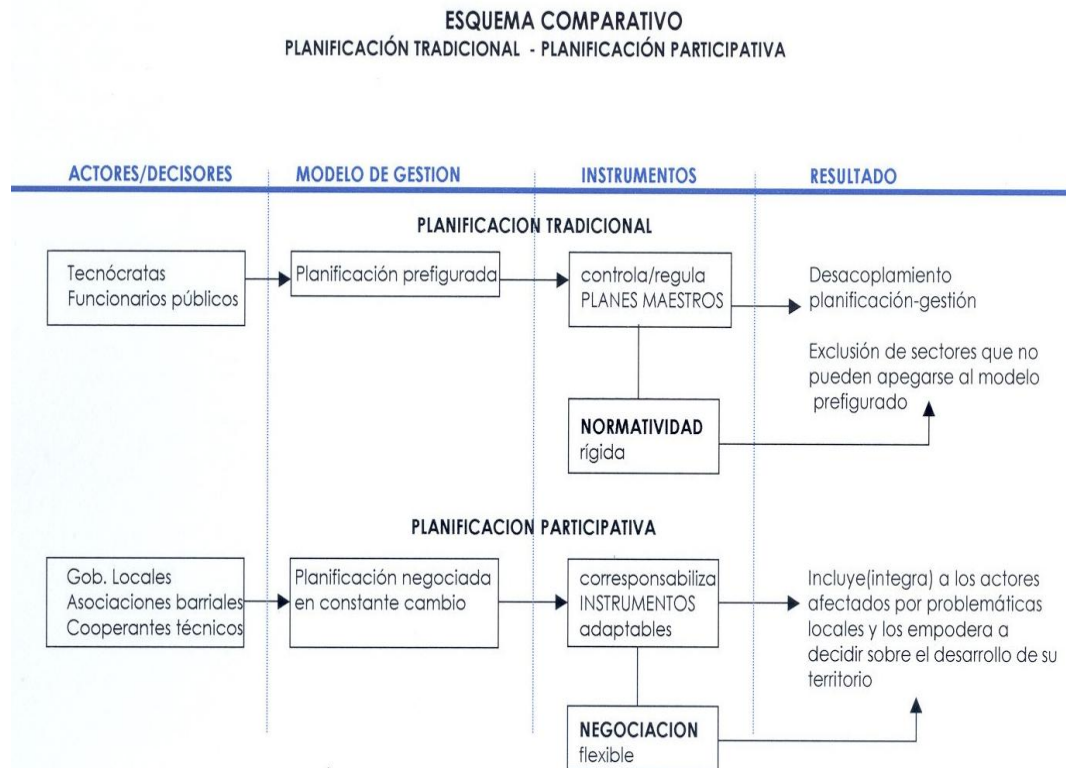 ESQUEMA COMPARATIVO
PLANIFICACIÓN TRADICIONAL - PLANIFICACIÓN PARTICIPATIVA
ACTORES/DECISORES
MODELO DE GESTION
INSTRUMENTOS
RESULTADO
PLANIFICACION TRADICIONAL
Tecnócratas
Funcionarios públicos
Planificación prefigurada
controla/regula
PLANES MAESTROS
Desacoplamiento
planificación-gestión
Exclusión de sectores que no
pueden apegarse al modelo
prefigurado
NORMATIVIDAD
rígida
PLANIFICACION PARTICIPATIVA
Gob. Locales
Asociaciones barriales
Cooperantes técnicos
Planificación negociada
en constante cambio
corresponsabiliza
INSTRUMENTOS
adaptables
Incluye(integra) a los actores
afectados por problemáticas
locales y los empodera a
decidir sobre el desarrollo de su
territorio
NEGOCIACION
flexible